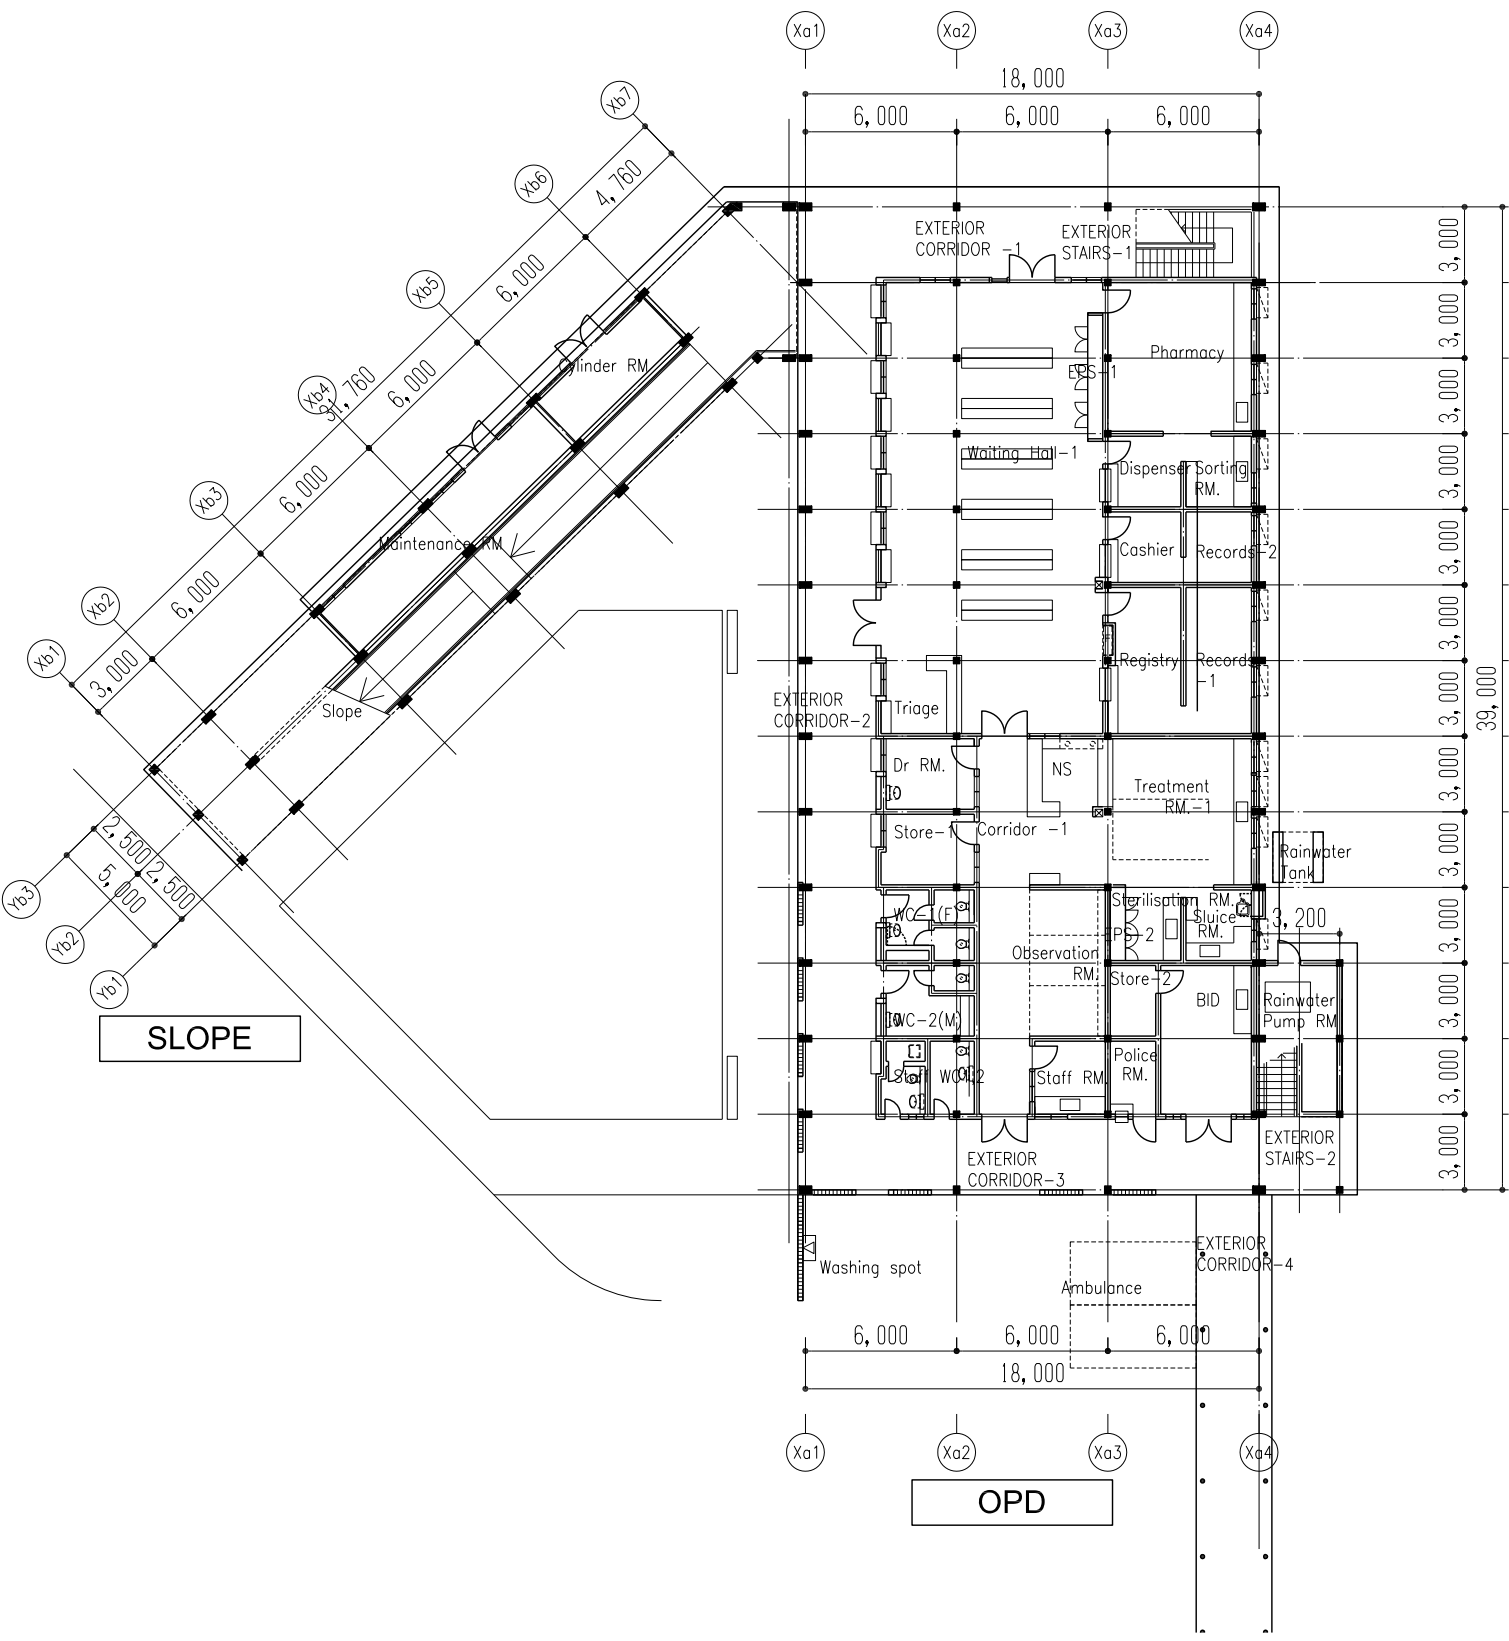 Xa1
Xa2
Xa3
Xa4
18,000
6,000
6,000
6,000
Xb7
Xb6
Xb5
Xb4
Xb3
Xb2
Xb1
4,760
6,000
6,000
31,760
6,000
6,000
3,000
EXTERIOR
CORRIDOR -1
EXTERIOR
STAIRS-1
3,000
3,000
3,000
3,000
3,000
3,000
3,000
3,000
3,000
3,000
3,000
3,000
3,000
39,000
Cylinder RM
Maintenance RM
Slope
Pharmacy
EPS-1
Waiting Hall-1
Dispenser
Sorting
RM.
Cashier
Records-2
Registry
Records
-1
EXTERIOR
CORRIDOR-2
Triage
Dr RM.
NS
Treatment
RM.-1
Store-1
Corridor -1
Rainwater
Tank
Sterilisation RM.
WC-1(F)
Sluice
RM.
3,200
EPS-2
Observation
RM.
Store-2
BID
Rainwater
Pump RM
WC-2(M)
Police
RM.
Staff WC1,2
Staff RM.
EXTERIOR
STAIRS-2
EXTERIOR
CORRIDOR-3
2,500
2,500
5,000
Yb3
Yb2
Yb1
SLOPE
EXTERIOR
CORRIDOR-4
Washing spot
Ambulance
6,000
6,000
6,000
18,000
Xa1
Xa2
Xa3
Xa4
OPD